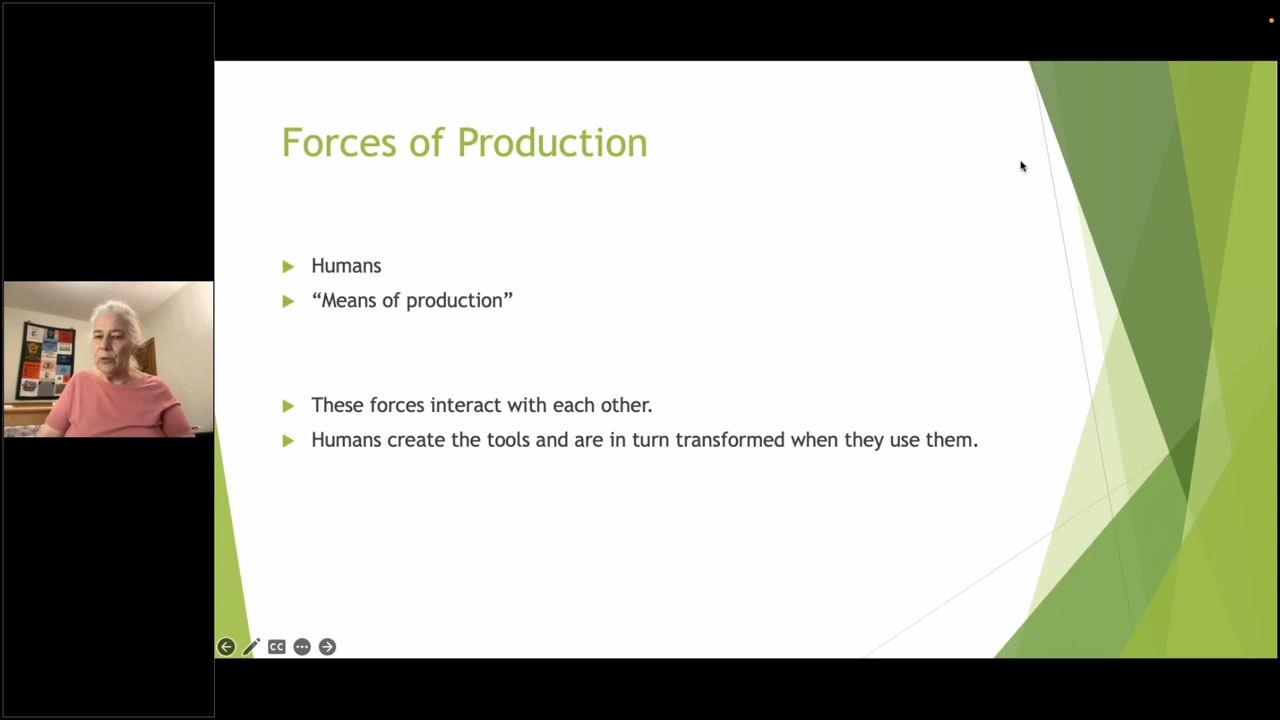 Forces of Production
Humans
“Means of production”
These forces interact with each other.
Humans create the tools and are in turn transformed when they use them.
CC